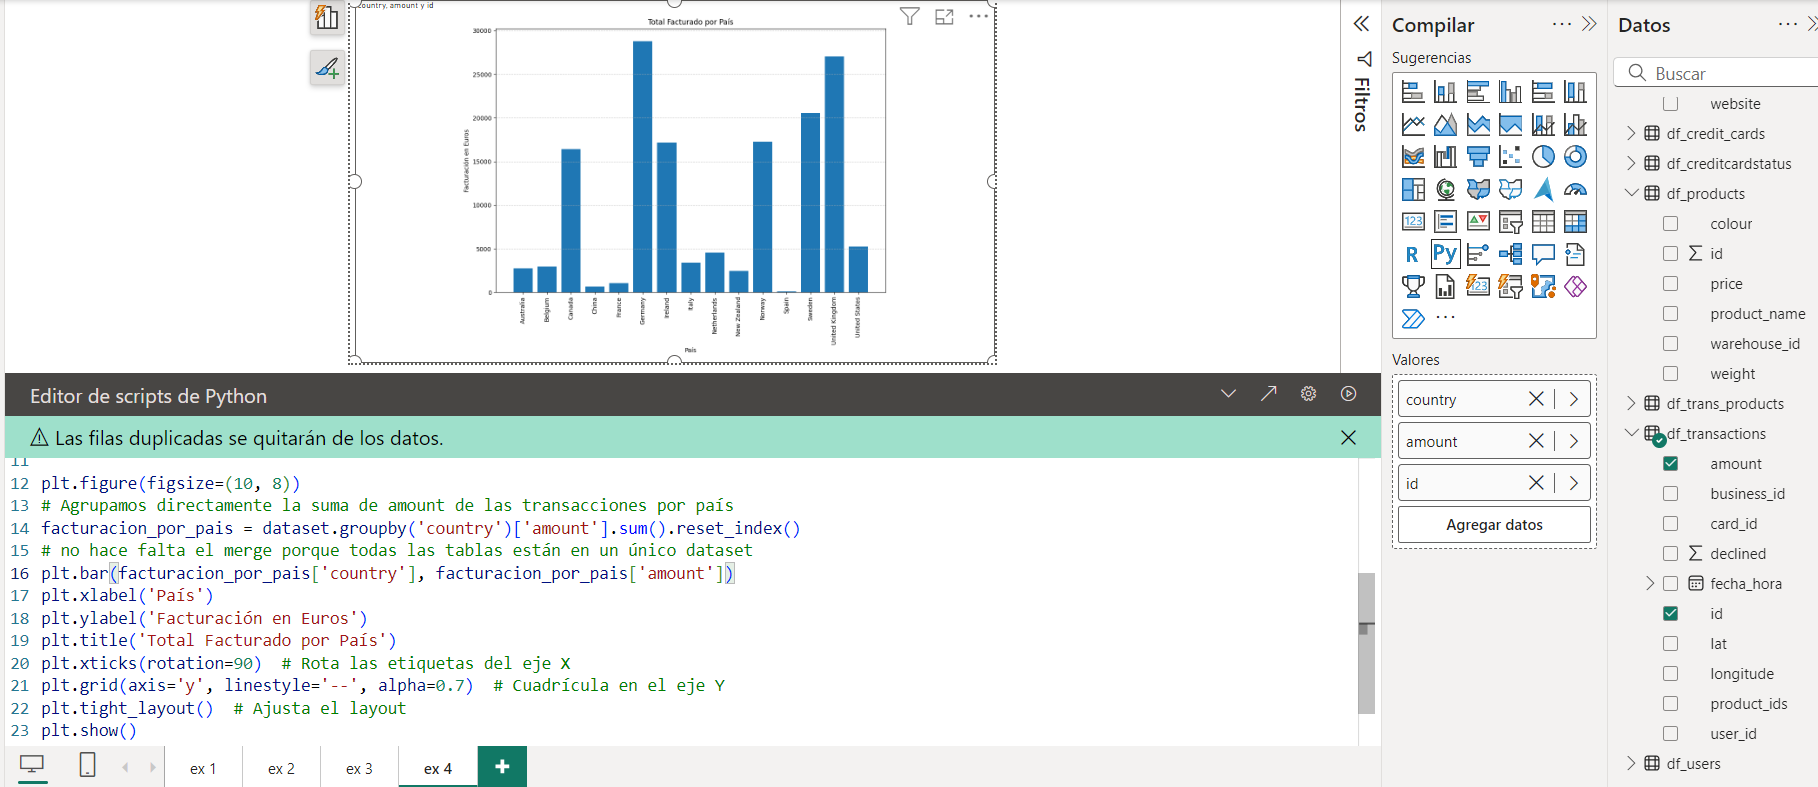 country, amount y id
Total Facturado por País
30000
25000
20000
15000
10000
5000
0
Facturación en Euros
Australia
Belgium
Canada
China
France
Germany
Ireland
Italy
Netherlands
New Zealand
Norway
Spain
Sweden
United Kingdom
United States
País
Filtros
Editor de scripts de Python
Las filas duplicadas se quitarán de los datos.
11
12 plt.figure(figsize=(10, 8))
13 # Agrupamos directamente la suma de amount de las transacciones por país
14 facturacion_por_pais = dataset.groupby('country')['amount'].sum().reset_index()
15 # no hace falta el merge porque todas las tablas están en un único dataset
16 plt.bar(facturacion_por_pais['country'], facturacion_por_pais['amount'])
17 plt.xlabel('País')
18 plt.ylabel('Facturación en Euros')
19 plt.title('Total Facturado por País')
20 plt.xticks(rotation=90)  # Rota las etiquetas del eje X
21 plt.grid(axis='y', linestyle='--', alpha=0.7)  # Cuadrícula en el eje Y
22 plt.tight_layout()  # Ajusta el layout
23 plt.show()
ex 1
ex 2
ex 3
ex 4
+
Compilar
Sugerencias
123
R
Py
123
Valores
country
amount
id
Agregar datos
Datos
Buscar
website
df_credit_cards
df_creditcardstatus
df_products
colour
id
price
product_name
warehouse_id
weight
df_trans_products
df_transactions
amount
business_id
card_id
declined
fecha_hora
id
lat
longitude
product_ids
user_id
df_users